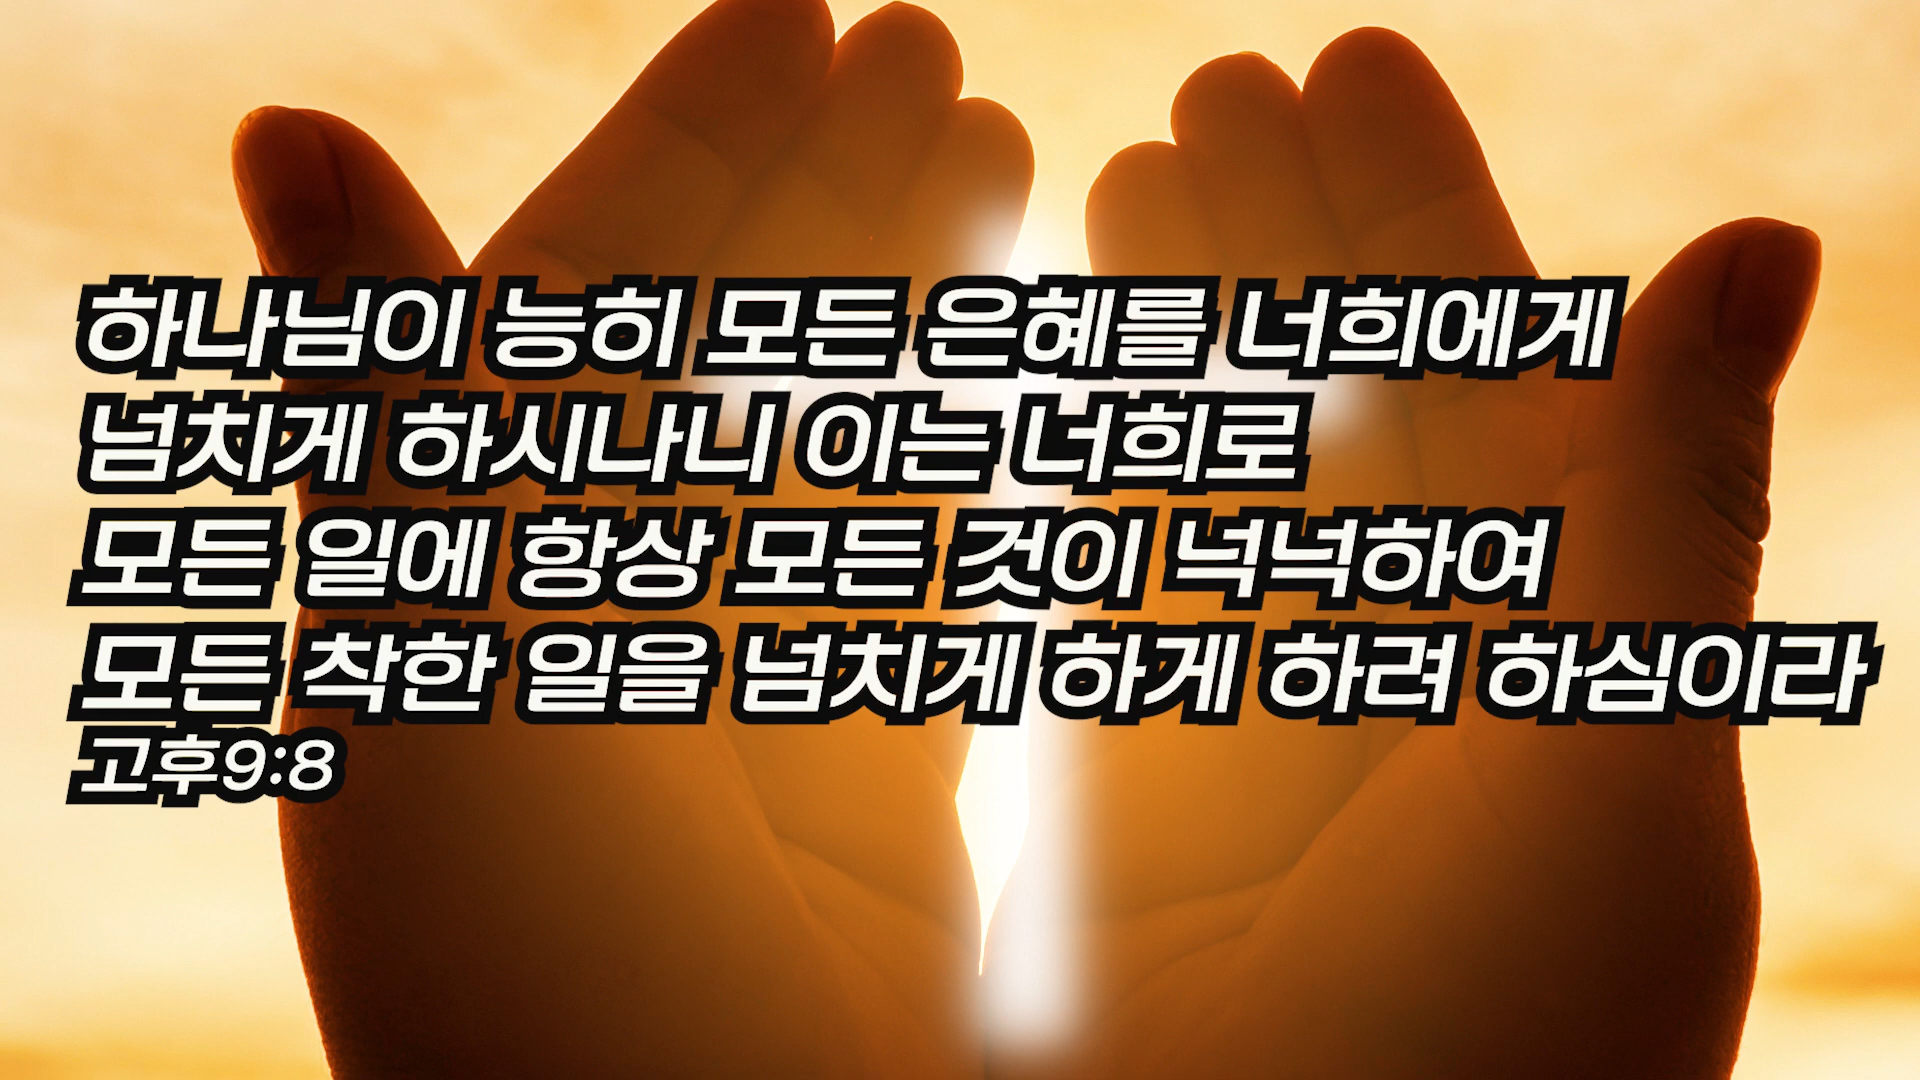 하나님이 능히 모든 은혜를 너희에게
넘치게 하시나니 이는 너희로
모든 일에 항상 모든 것이 넉넉하여
모든 착한 일을 넘치게 하게 하려 하심이라
고후9:8